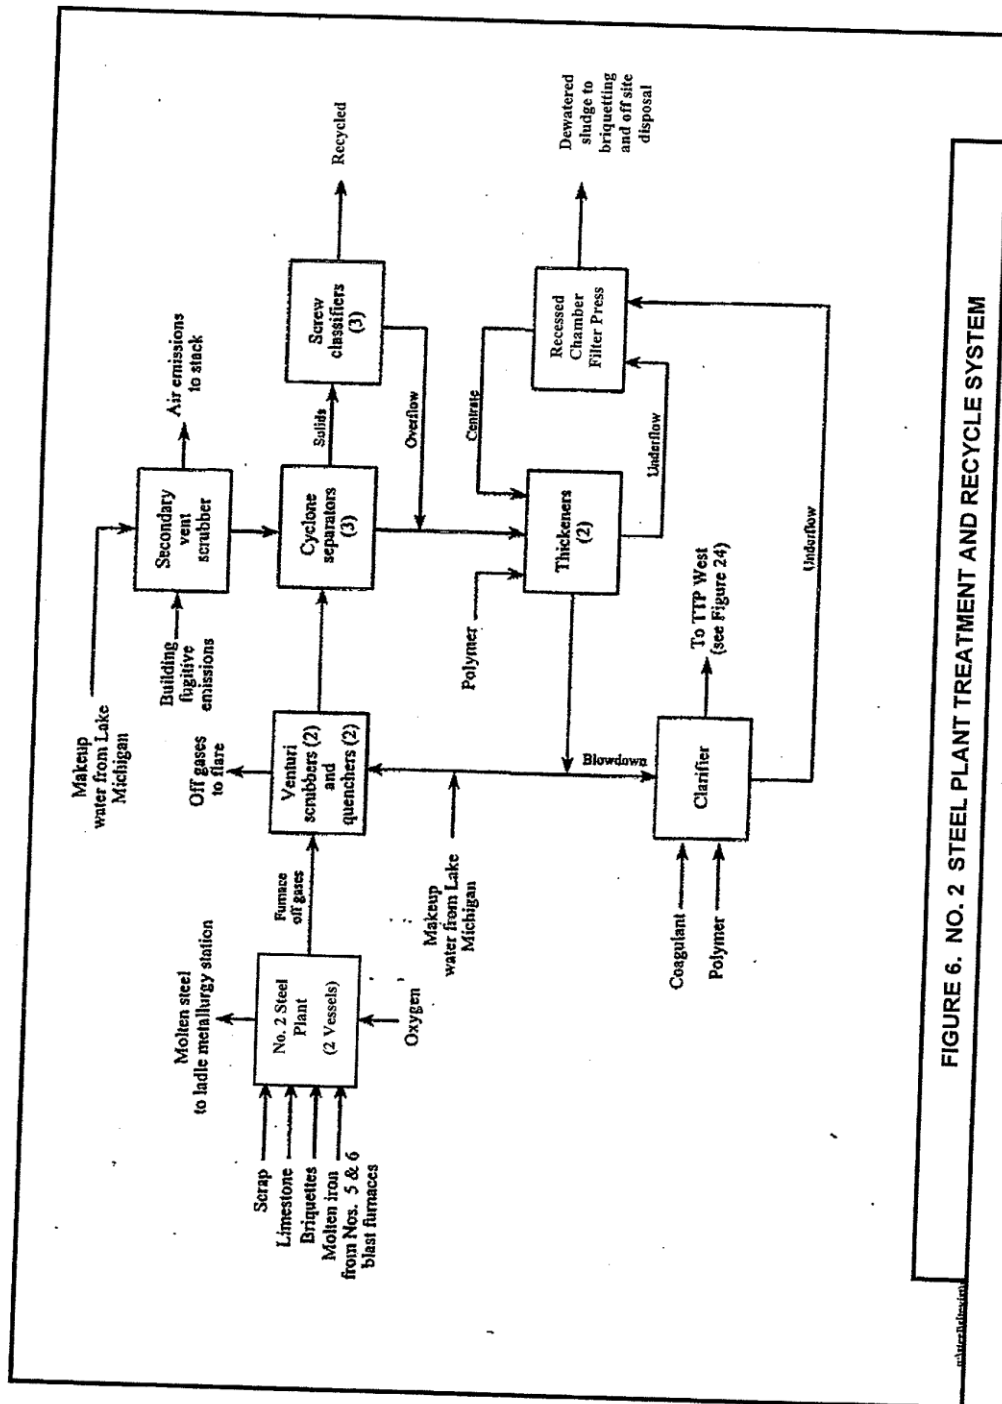 Makeup
water from Lake
Michigan
Building
fugitive
emissions
Secondary
vent
scrubber
Air emissions
to stack
Molten steel
to ladle metallurgy station
Off gases
to flare
Scrap
Limestone
Briquettes
Molten iron
from Nos. 5 & 6
blast furnaces
No. 2 Steel
Plant
(2 Vessels)
Oxygen
Furnace
off gases
Venturi
scrubbers (2)
and
quenchers (2)
Cyclone
separators
(3)
Solids
Screw
classifiers
(3)
Recycled
Overflow
Makeup
water from Lake
Michigan
Polymer
Thickeners
(2)
Centrate
Underflow
Recessed
Chamber
Filter Press
Dewatered
sludge to
briquetting
and off site
disposal
Blowdown
Coagulant
Polymer
Clarifier
To TTP West
(see Figure 24)
Underflow
FIGURE 6. NO. 2 STEEL PLANT TREATMENT AND RECYCLE SYSTEM